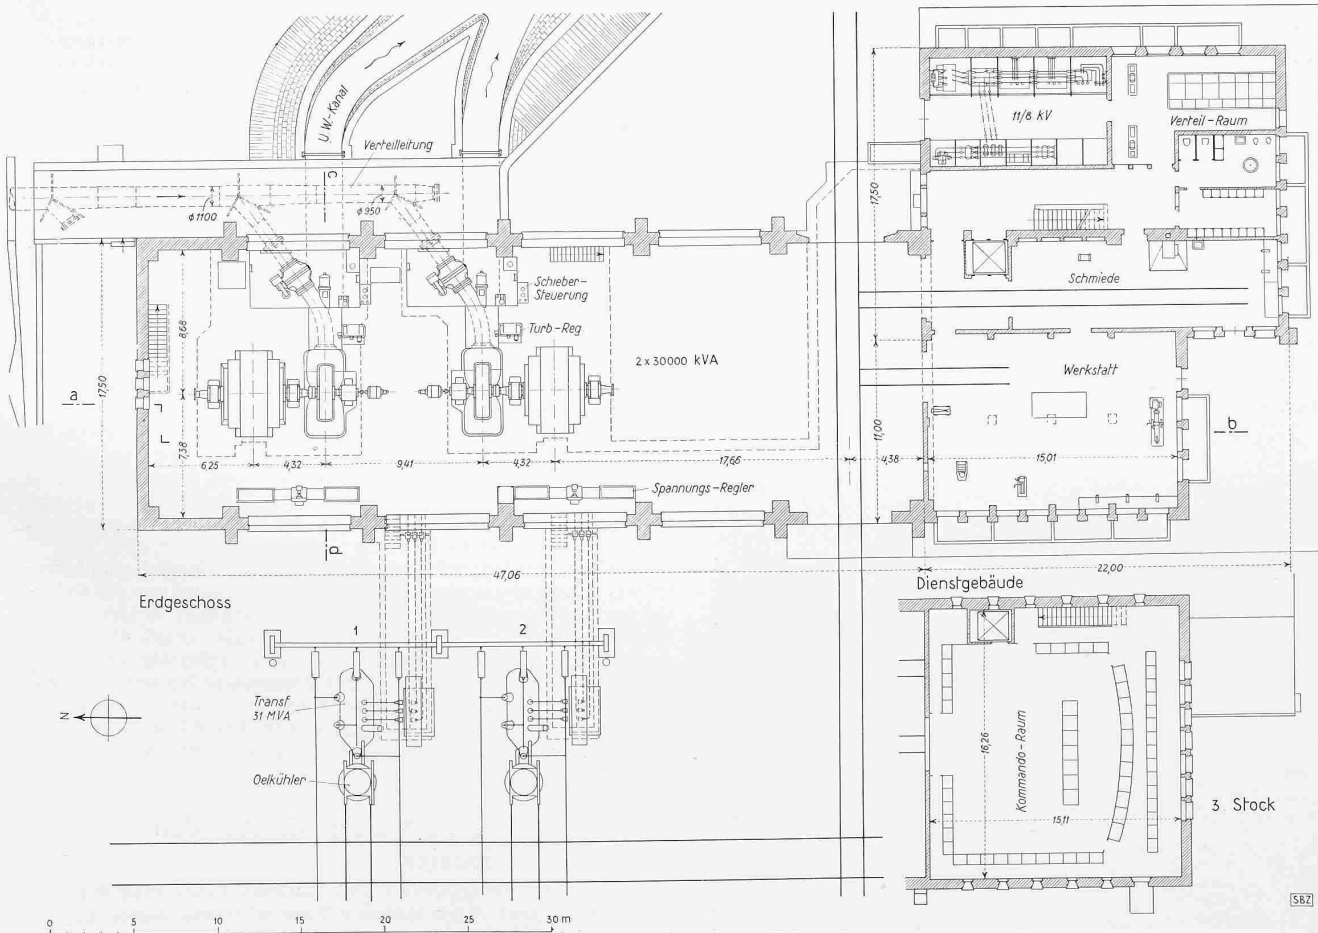 U.W.-Kanal
Verteilleitung
c
ϕ 1100
ϕ 950
11/8 kV
Verteil-Raum
17,50
Schieber-
Steuerung
Turb-Reg
Schmiede
8,68
17,50
2 x 30000 kVA
Werkstatt
a
b
7,38
11,00
6,25
4,32
9,41
4,32
17,66
4,38
15,01
Spannungs-Regler
d
47,06
22,00
Erdgeschoss
Dienstgebäude
1
2
Transf
31 MVA
N
16,26
Kommando-Raum
Oelkühler
15,11
3. Stock
SBZ
0 5 10 15 20 25 30 m